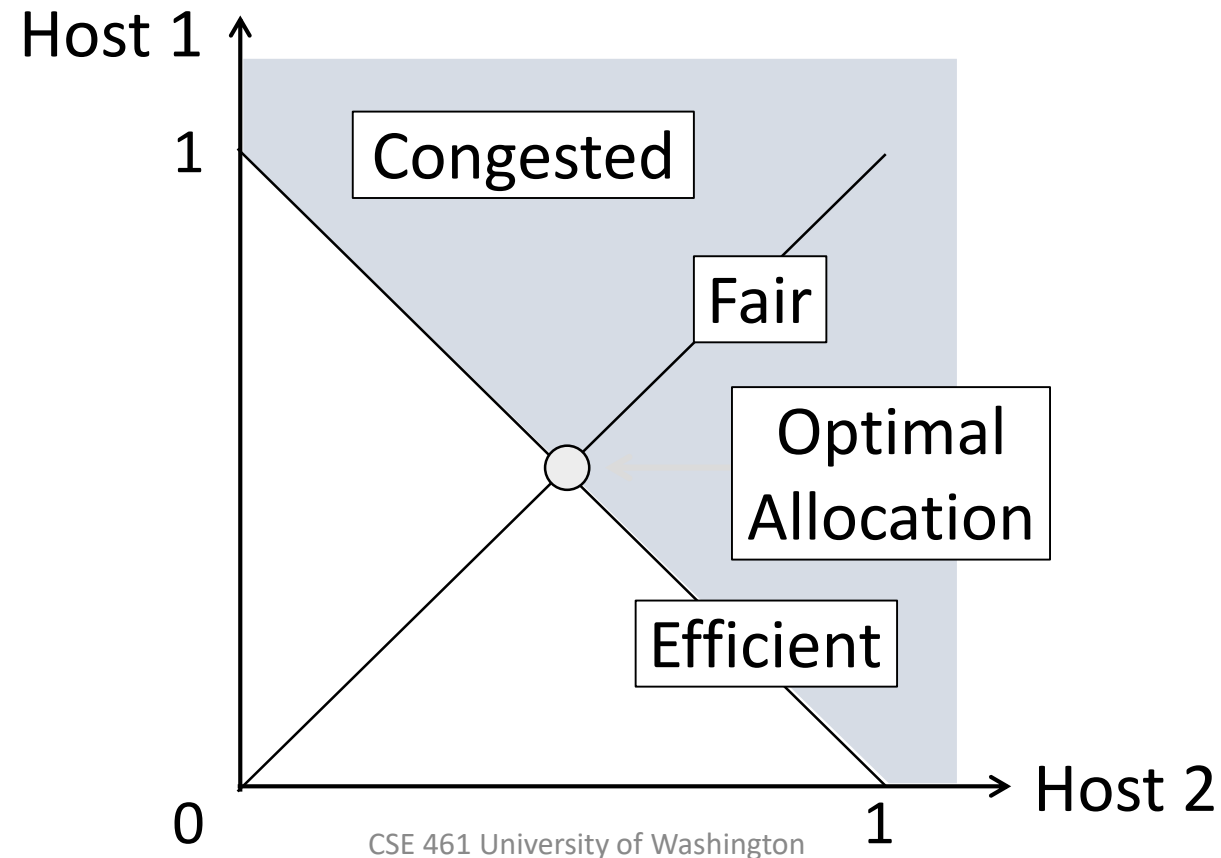 Host 1
1
Congested
Fair
Optimal
Allocation
Efficient
Host 2
0
1
CSE 461 University of Washington